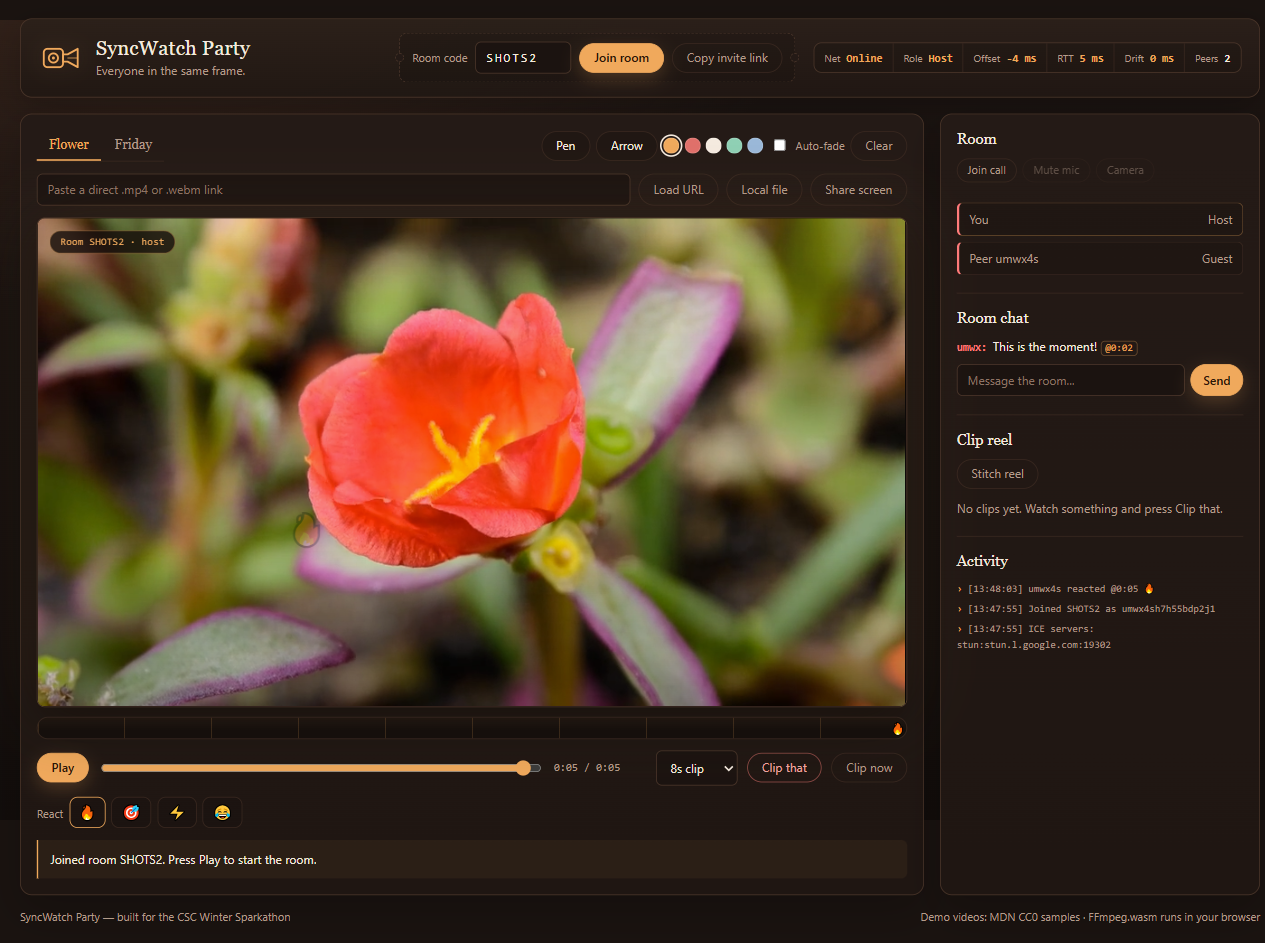 SyncWatch Party
Everyone in the same frame.
Room code SHOTS2 Join room Copy invite link
Net Online Role Host Offset -4 ms RTT 5 ms Drift 0 ms Peers 2
Flower Friday
Pen Arrow Auto-fade Clear
Paste a direct .mp4 or .webm link Load URL Local file Share screen
Room SHOTS2 · host
Play 0:05 / 0:05 8s clip Clip that Clip now
React 🔥 🎯 ⚡ 😂
Joined room SHOTS2. Press Play to start the room.
Room
Join call Mute mic Camera
You Host
Peer umwx4s Guest
Room chat
umwx: This is the moment! @0:02
Message the room... Send
Clip reel
Stitch reel
No clips yet. Watch something and press Clip that.
Activity
› [13:48:03] umwx4s reacted @0:05 🔥
› [13:47:55] Joined SHOTS2 as umwx4sh7h55bdp2j1
› [13:47:55] ICE servers:
stun:stun.l.google.com:19302
SyncWatch Party — built for the CSC Winter Sparkathon
Demo videos: MDN CC0 samples · FFmpeg.wasm runs in your browser